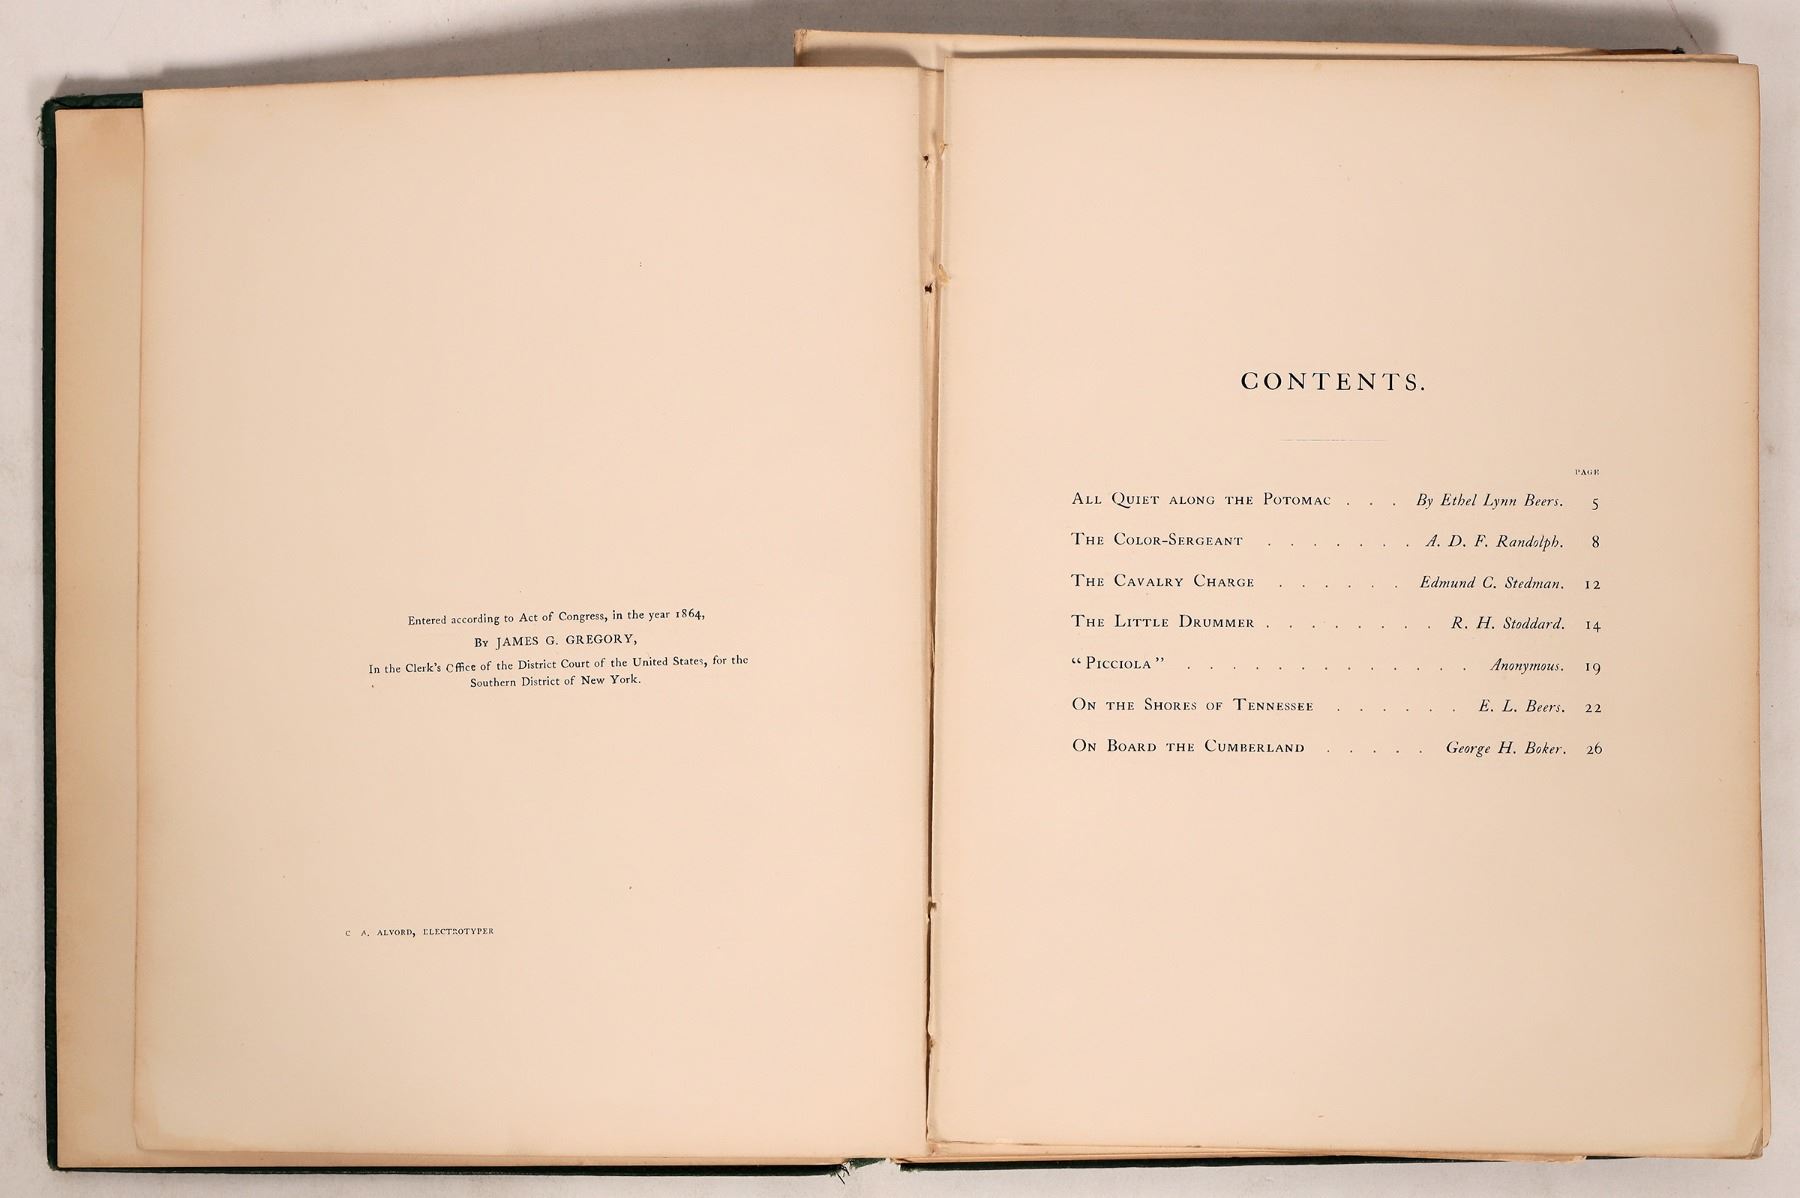 Entered according to Act of Congress, in the year 1864,
By JAMES G. GREGORY,
In the Clerk's Office of the District Court of the United States, for the
Southern District of New York.
C A. ALVORD, ELECTROTYPER
CONTENTS.
PAGE
All Quiet along the Potomac . . . By Ethel Lynn Beers. 5
The Color-Sergeant . . . . . . . A. D. F. Randolph. 8
The Cavalry Charge . . . . . . Edmund C. Stedman. 12
The Little Drummer . . . . . . . . R. H. Stoddard. 14
“Picciola” . . . . . . . . . . . . . Anonymous. 19
On the Shores of Tennessee . . . . . . E. L. Beers. 22
On Board the Cumberland . . . . . George H. Boker. 26